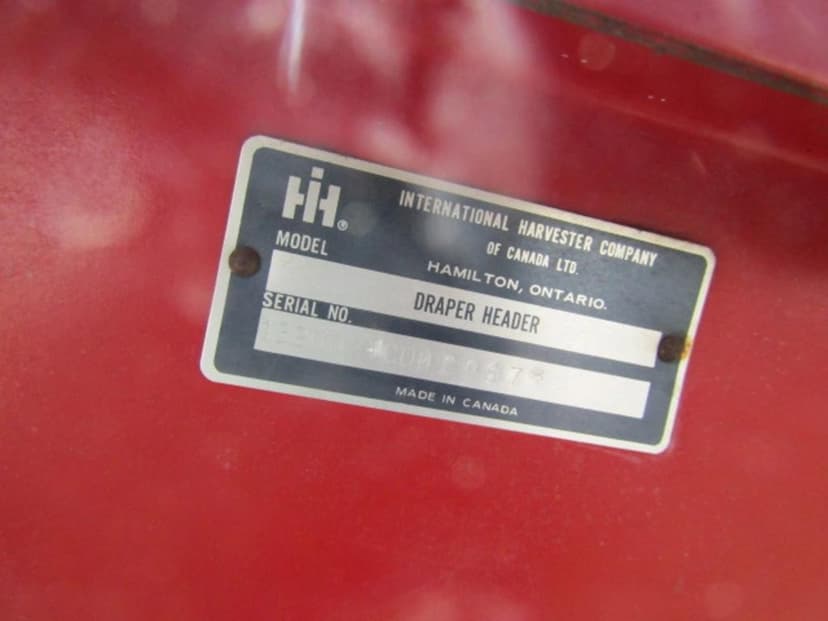 IH®
INTERNATIONAL HARVESTER COMPANY
OF CANADA LTD.
HAMILTON, ONTARIO.
MODEL
DRAPER HEADER
SERIAL NO.
MADE IN CANADA